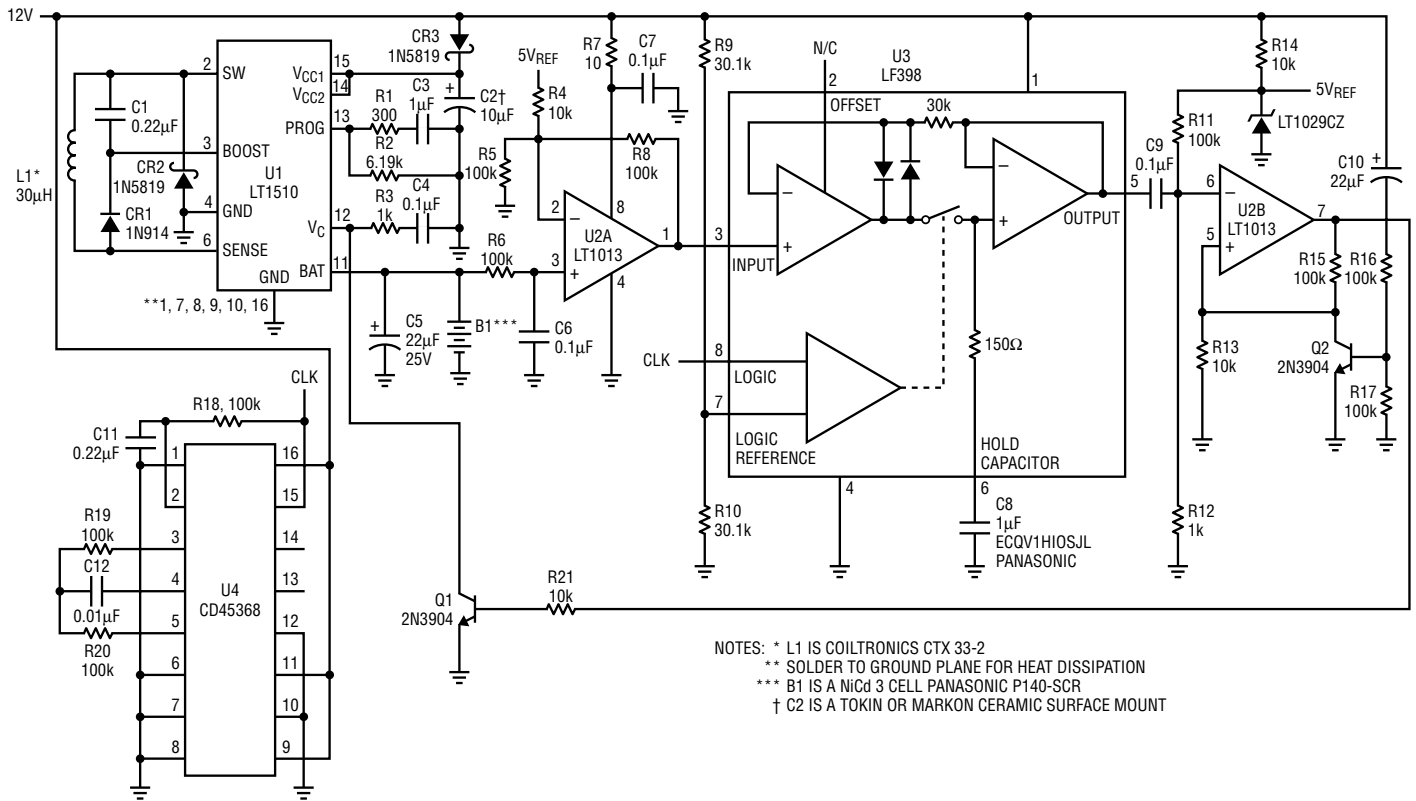 12V
L1*
30µH
C1
0.22µF
CR2
1N5819
CR1
1N914
2
SW
3
BOOST
4
GND
6
SENSE
U1
LT1510
VCC1
15
VCC2
14
PROG
13
VC
12
BAT
11
GND
**1, 7, 8, 9, 10, 16
CR3
1N5819
R1
300
C3
1µF
+
C2†
10µF
R2
6.19k
R3
1k
C4
0.1µF
+
C5
22µF
25V
B1***
R6
100k
C6
0.1µF
5VREF
R4
10k
R5
100k
R7
10
C7
0.1µF
R8
100k
2
−
3
+
8
U2A
LT1013
1
4
R9
30.1k
R10
30.1k
N/C
2
OFFSET
U3
LF398
1
30k
−
+
−
+
3
INPUT
5
OUTPUT
150Ω
CLK
8
LOGIC
7
LOGIC
REFERENCE
HOLD
CAPACITOR
4
6
C8
1µF
ECQV1HIOSJL
PANASONIC
C9
0.1µF
R11
100k
R12
1k
R14
10k
5VREF
LT1029CZ
6
−
5
+
U2B
LT1013
7
C10
+
22µF
R15
100k
R16
100k
R13
10k
Q2
2N3904
R17
100k
Q1
2N3904
R21
10k
CLK
R18, 100k
C11
0.22µF
R19
100k
C12
0.01µF
R20
100k
U4
CD45368
1
2
3
4
5
6
7
8
16
15
14
13
12
11
10
9
NOTES: * L1 IS COILTRONICS CTX 33-2
** SOLDER TO GROUND PLANE FOR HEAT DISSIPATION
*** B1 IS A NiCd 3 CELL PANASONIC P140-SCR
† C2 IS A TOKIN OR MARKON CERAMIC SURFACE MOUNT